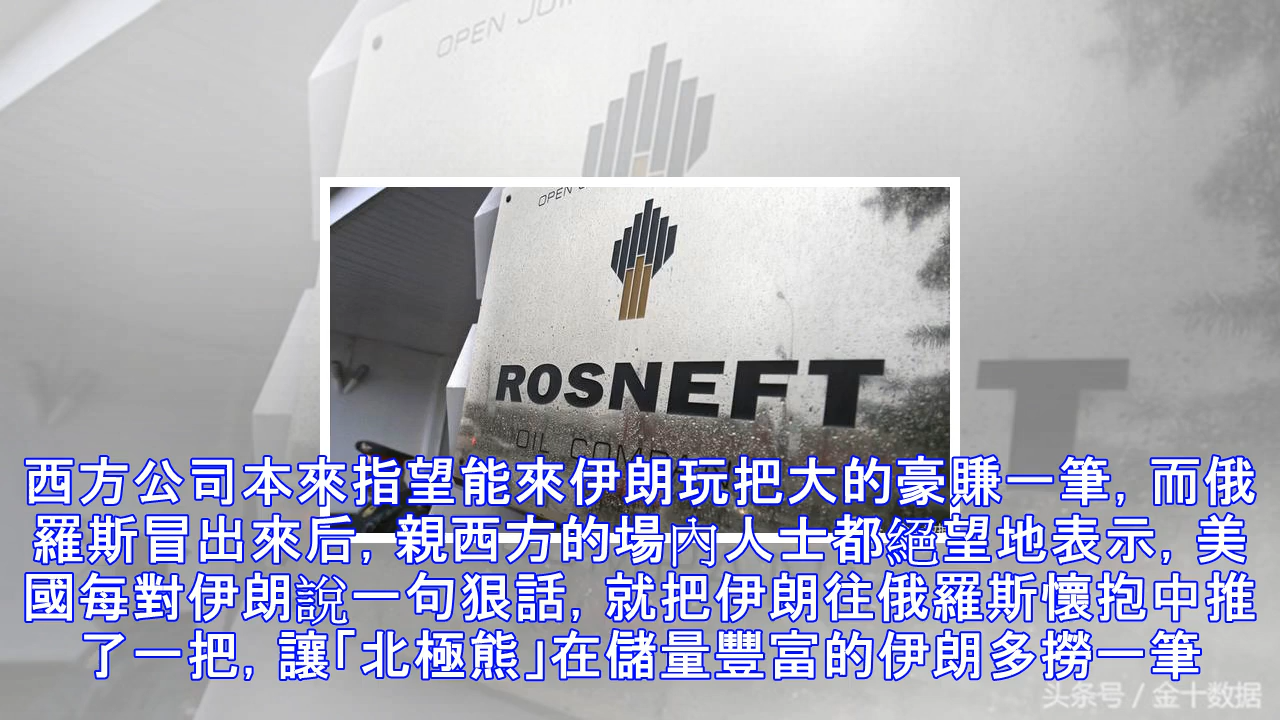 OPEN JOI
OPEN
ROSNEFT
OIL COMPAN
西方公司本來指望能來伊朗玩把大的豪賺一筆, 而俄
羅斯冒出來后, 親西方的場內人士都絕望地表示, 美
國每對伊朗說一句狠話, 就把伊朗往俄羅斯懷抱中推
了一把, 讓「北極熊」在儲量豐富的伊朗多撈一筆
头条号 / 金十数据